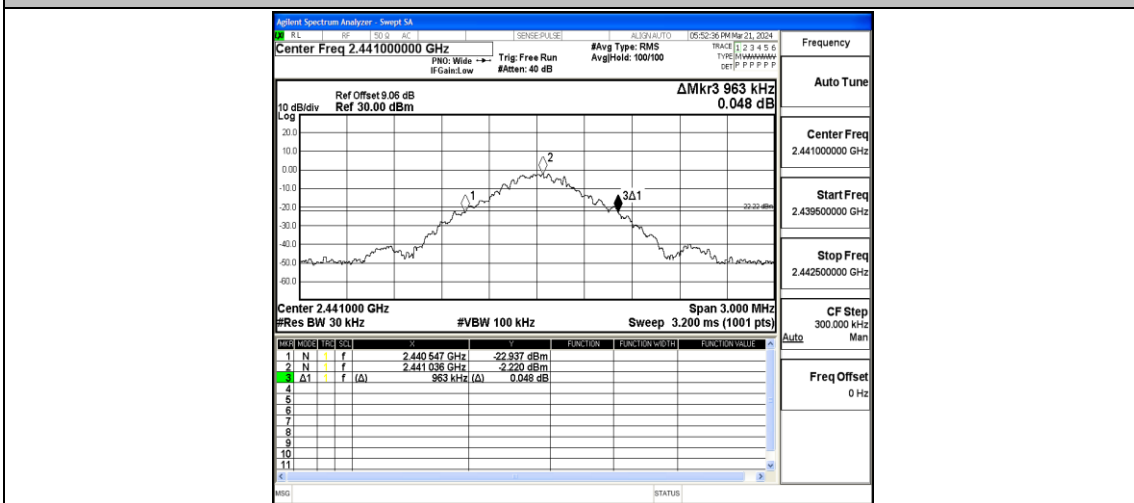 Agilent Spectrum Analyzer - Swept SA
RL RF 50 Ω AC SENSE:PULSE ALIGN AUTO 05:52:36 PM Mar 21, 2024
Center Freq 2.441000000 GHz
PNO: Wide
IFGain:Low
Trig: Free Run
#Atten: 40 dB
#Avg Type: RMS
Avg|Hold: 100/100
TRACE 1 2 3 4 5 6
TYPE M
DET P P P P P P
Frequency
ΔMkr3 963 kHz
0.048 dB
Ref Offset 9.06 dB
10 dB/div Ref 30.00 dBm
Log
20.0
10.0
0.00
-10.0
-20.0
-30.0
-40.0
-50.0
-60.0
1
2
3Δ1
-22.22 dBm
Center 2.441000 GHz Span 3.000 MHz
#Res BW 30 kHz #VBW 100 kHz Sweep 3.200 ms (1001 pts)
MKR MODE TRC SCL X Y FUNCTION FUNCTION WIDTH FUNCTION VALUE
1 N 1 f 2.440 547 GHz -22.937 dBm
2 N 1 f 2.441 036 GHz -2.220 dBm
3 Δ1 1 f (Δ) 963 kHz (Δ) 0.048 dB
4
5
6
7
8
9
10
11
MSG STATUS
Auto Tune
Center Freq
2.441000000 GHz
Start Freq
2.439500000 GHz
Stop Freq
2.442500000 GHz
CF Step
300.000 kHz
Auto Man
Freq Offset
0 Hz